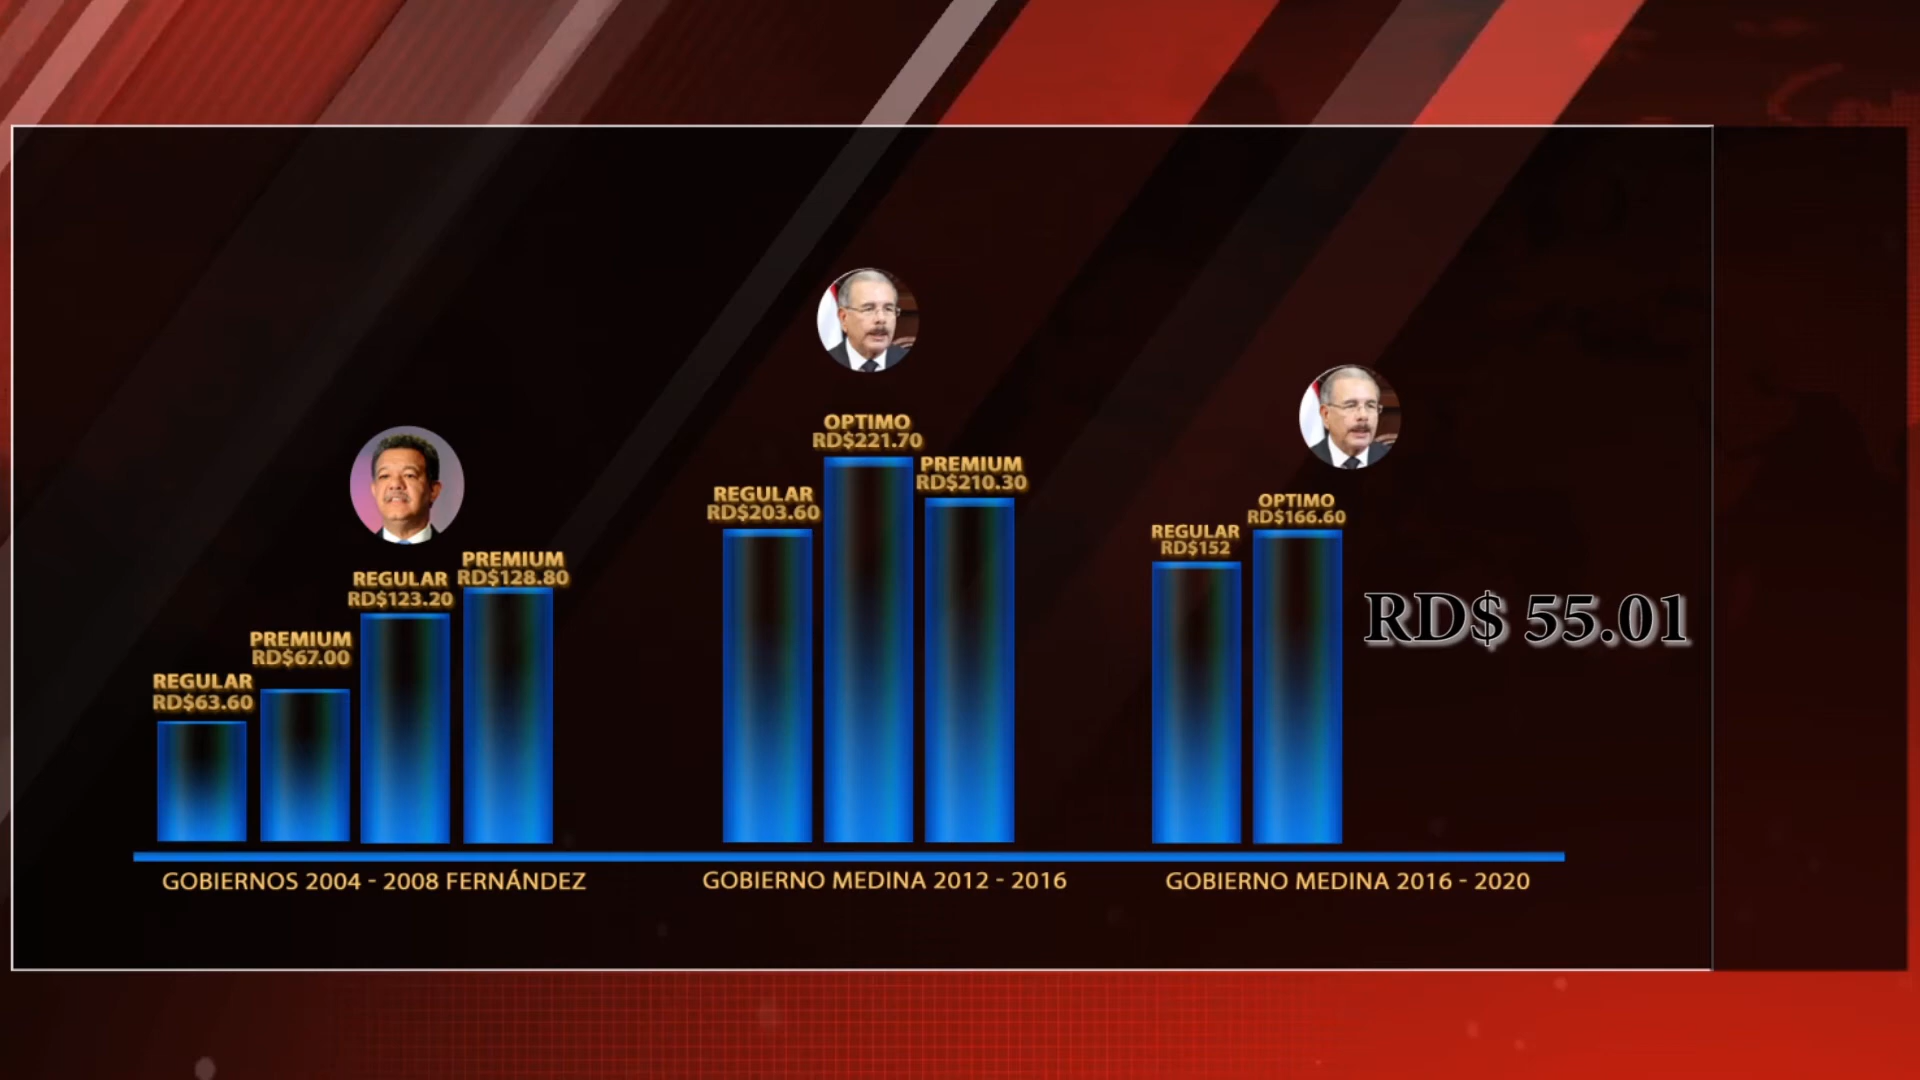 REGULAR
RD$63.60
PREMIUM
RD$67.00
REGULAR
RD$123.20
PREMIUM
RD$128.80
GOBIERNOS 2004 - 2008 FERNÁNDEZ
REGULAR
RD$203.60
OPTIMO
RD$221.70
PREMIUM
RD$210.30
GOBIERNO MEDINA 2012 - 2016
REGULAR
RD$152
OPTIMO
RD$166.60
RD$ 55.01
GOBIERNO MEDINA 2016 - 2020